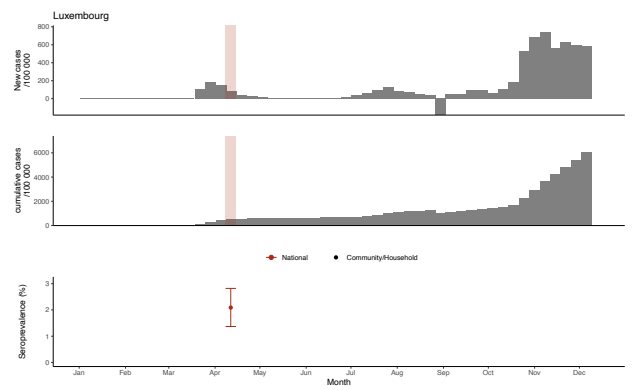 Luxembourg
New cases
/100 000
800
600
400
200
0
cumulative cases
/100 000
6000
4000
2000
0
National Community/Household
Seroprevalence (%)
3
2
1
0
Jan Feb Mar Apr May Jun Jul Aug Sep Oct Nov Dec
Month